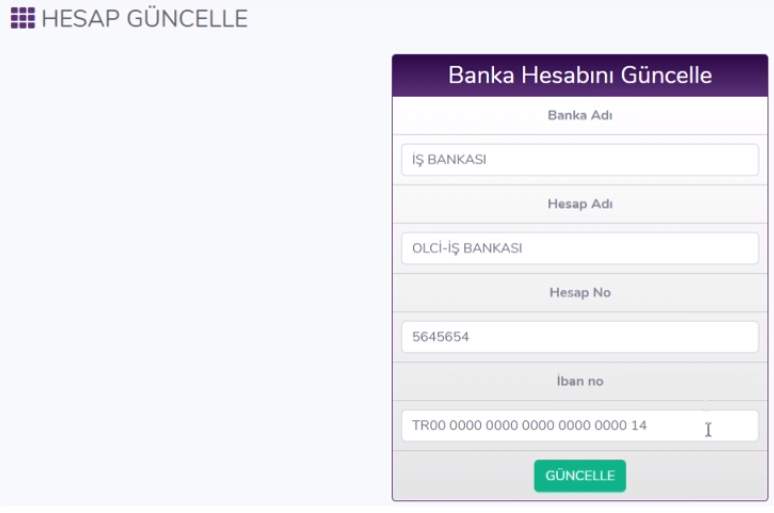 HESAP GÜNCELLE
Banka Hesabını Güncelle
Banka Adı
İŞ BANKASI
Hesap Adı
OLCİ-İŞ BANKASI
Hesap No
5645654
İban no
TR00 0000 0000 0000 0000 0000 14
GÜNCELLE